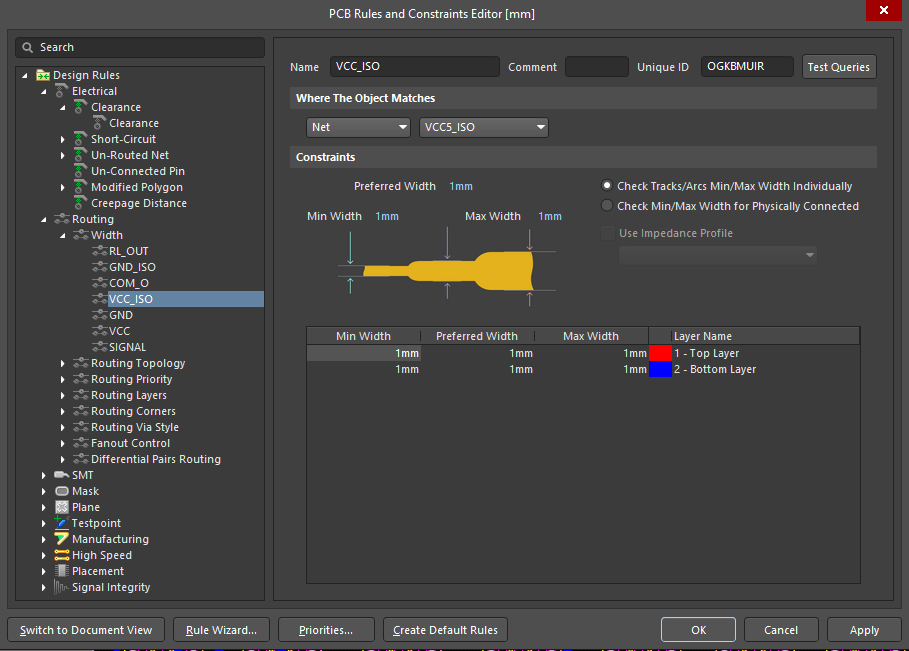 PCB Rules and Constraints Editor [mm]
Search
Design Rules
Electrical
Clearance
Clearance
Short-Circuit
Un-Routed Net
Un-Connected Pin
Modified Polygon
Creepage Distance
Routing
Width
RL_OUT
GND_ISO
COM_O
VCC_ISO
GND
VCC
SIGNAL
Routing Topology
Routing Priority
Routing Layers
Routing Corners
Routing Via Style
Fanout Control
Differential Pairs Routing
SMT
Mask
Plane
Testpoint
Manufacturing
High Speed
Placement
Signal Integrity
Name VCC_ISO Comment Unique ID OGKBMUIR Test Queries
Where The Object Matches
Net VCC5_ISO
Constraints
Preferred Width 1mm
Min Width 1mm Max Width 1mm
Check Tracks/Arcs Min/Max Width Individually
Check Min/Max Width for Physically Connected
Use Impedance Profile
Min Width Preferred Width Max Width Layer Name
1mm 1mm 1mm 1 - Top Layer
1mm 1mm 1mm 2 - Bottom Layer
Switch to Document View Rule Wizard... Priorities... Create Default Rules OK Cancel Apply